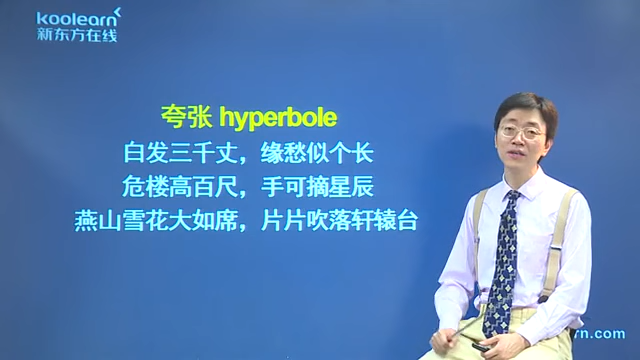 koolearn
新东方在线
夸张 hyperbole
白发三千丈，缘愁似个长
危楼高百尺，手可摘星辰
燕山雪花大如席，片片吹落轩辕台
rn.com